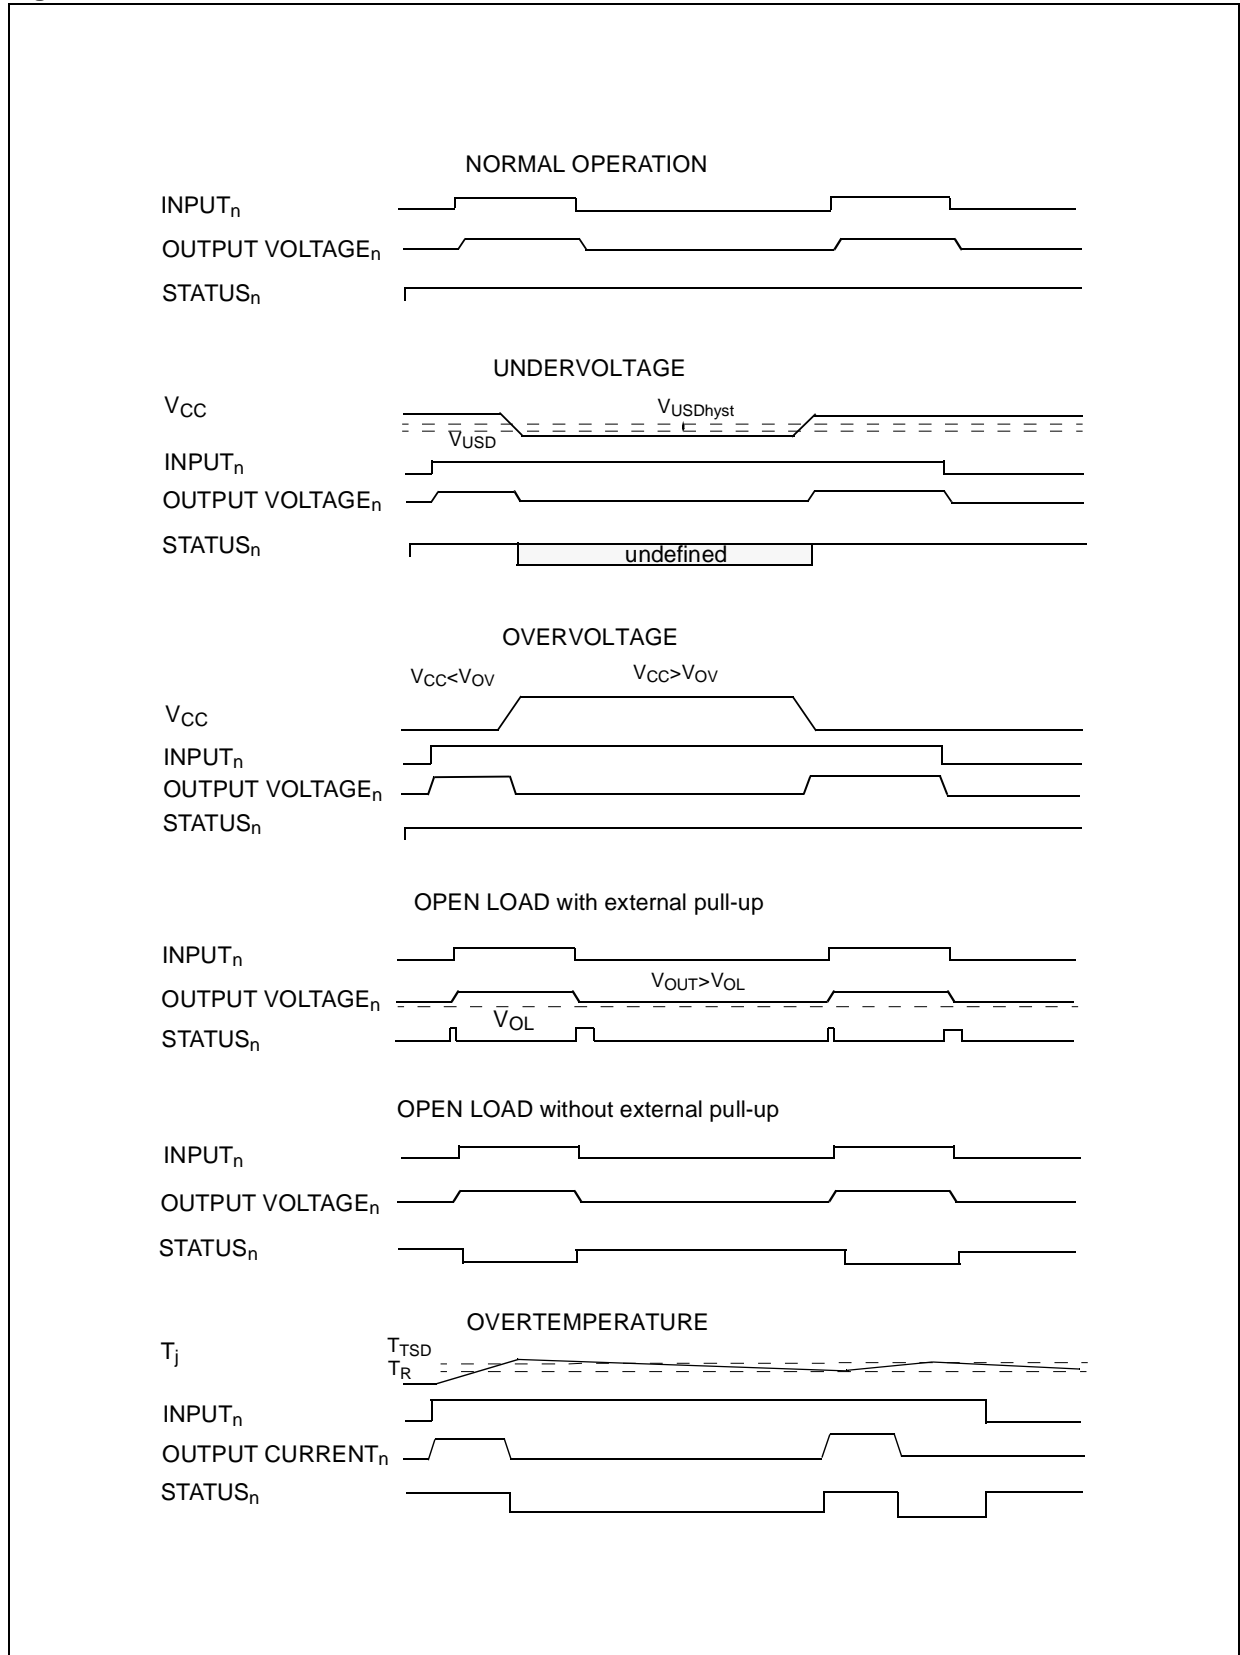 NORMAL OPERATION
INPUTn
OUTPUT VOLTAGEn
STATUSn
UNDERVOLTAGE
VCC
VUSDhyst
VUSD
INPUTn
OUTPUT VOLTAGEn
STATUSn
undefined
OVERVOLTAGE
VCC<VOV
VCC>VOV
VCC
INPUTn
OUTPUT VOLTAGEn
STATUSn
OPEN LOAD with external pull-up
INPUTn
VOUT>VOL
OUTPUT VOLTAGEn
VOL
STATUSn
OPEN LOAD without external pull-up
INPUTn
OUTPUT VOLTAGEn
STATUSn
OVERTEMPERATURE
Tj
TTSD
TR
INPUTn
OUTPUT CURRENTn
STATUSn